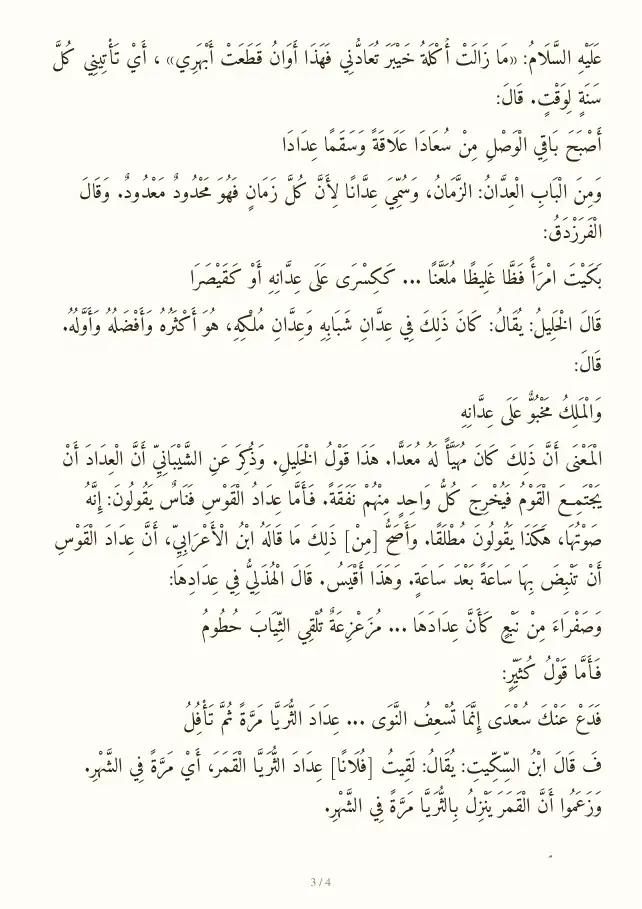 عَلَيْهِ السَّلَامُ: «مَا زَالَتْ أُكْلَةُ خَيْبَرَ تُعَادُّنِي فَهَذَا أَوَانُ قَطَعَتْ أَبْهَرِي» ، أَيْ تَأْتِينِي كُلَّ
سَنَةٍ لِوَقْتٍ. قَالَ:
أَصْبَحَ بَاقِي الْوَصْلِ مِنْ سُعَادَا عَلَاقَةً وَسَقَمًا عِدَادَا
وَمِنَ الْبَابِ الْعِدَّانُ: الزَّمَانُ، وَسُمِّيَ عِدَّانًا لِأَنَّ كُلَّ زَمَانٍ فَهُوَ مَحْدُودٌ مَعْدُودٌ. وَقَالَ
الْفَرَزْدَقُ:
بَكَيْتَ امْرَأً فَظًّا غَلِيظًا مُلَعَّنًا ... كَكِسْرَى عَلَى عِدَّانِهِ أَوْ كَقَيْصَرَا
قَالَ الْخَلِيلُ: يُقَالُ: كَانَ ذَلِكَ فِي عِدَّانِ شَبَابِهِ وَعِدَّانِ مُلْكِهِ، هُوَ أَكْثَرُهُ وَأَفْضَلُهُ وَأَوَّلُهُ.
قَالَ:
وَالْمَلِكُ مَخْبُوٌّ عَلَى عِدَّانِهِ
الْمَعْنَى أَنَّ ذَلِكَ كَانَ مُهَيَّأً لَهُ مُعَدًّا. هَذَا قَوْلُ الْخَلِيلِ. وَذُكِرَ عَنِ الشَّيْبَانِيِّ أَنَّ الْعِدَادَ أَنْ
يَجْتَمِعَ الْقَوْمُ فَيُخْرِجَ كُلُّ وَاحِدٍ مِنْهُمْ نَفَقَةً. فَأَمَّا عِدَادُ الْقَوْسِ فَنَاسٌ يَقُولُونَ: إِنَّهُ
صَوْتُهَا، هَكَذَا يَقُولُونَ مُطْلَقًا. وَأَصَحُّ [مِنْ] ذَلِكَ مَا قَالَهُ ابْنُ الْأَعْرَابِيِّ، أَنَّ عِدَادَ الْقَوْسِ
أَنْ تَنْبِضَ بِهَا سَاعَةً بَعْدَ سَاعَةٍ. وَهَذَا أَقْيَسُ. قَالَ الْهُذَلِيُّ فِي عِدَادِهَا:
وَصَفْرَاءَ مِنْ نَبْعٍ كَأَنَّ عِدَادَهَا ... مُزَعْزِعَةٌ تُلْقِي الثِّيَابَ حُطُومُ
فَأَمَّا قَوْلُ كُثَيِّرٍ:
فَدَعْ عَنْكَ سُعْدَى إِنَّمَا تُسْعِفُ النَّوَى ... عِدَادَ الثُّرَيَّا مَرَّةً ثُمَّ تَأْفُلُ
فَ قَالَ ابْنُ السِّكِّيتِ: يُقَالُ: لَقِيتُ [فُلَانًا] عِدَادَ الثُّرَيَّا الْقَمَرَ، أَيْ مَرَّةً فِي الشَّهْرِ.
وَزَعَمُوا أَنَّ الْقَمَرَ يَنْزِلُ بِالثُّرَيَّا مَرَّةً فِي الشَّهْرِ.
3 / 4